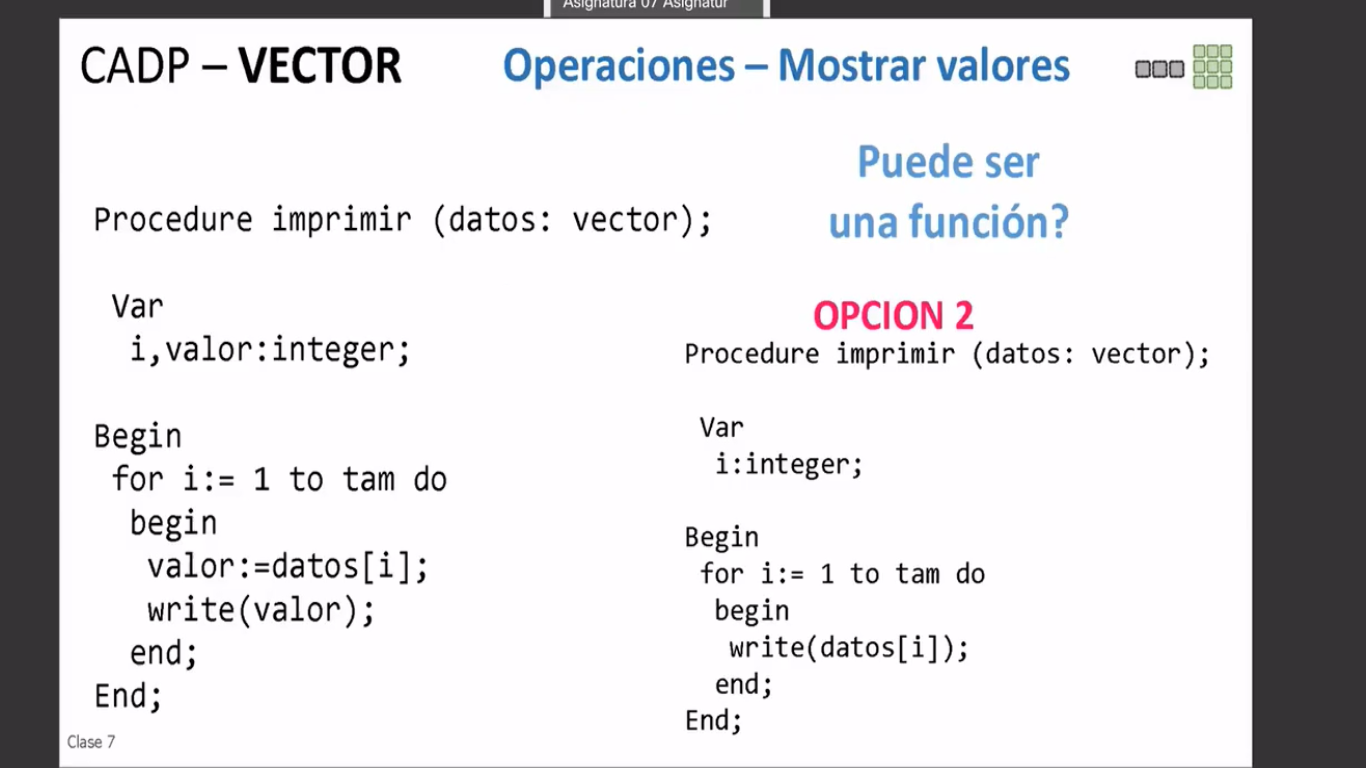 Asignatura 07 Asignatur
CADP – VECTOR
Operaciones – Mostrar valores
Puede ser
una función?
Procedure imprimir (datos: vector);
Var
i,valor:integer;
Begin
for i:= 1 to tam do
begin
valor:=datos[i];
write(valor);
end;
End;
OPCION 2
Procedure imprimir (datos: vector);
Var
i:integer;
Begin
for i:= 1 to tam do
begin
write(datos[i]);
end;
End;
Clase 7